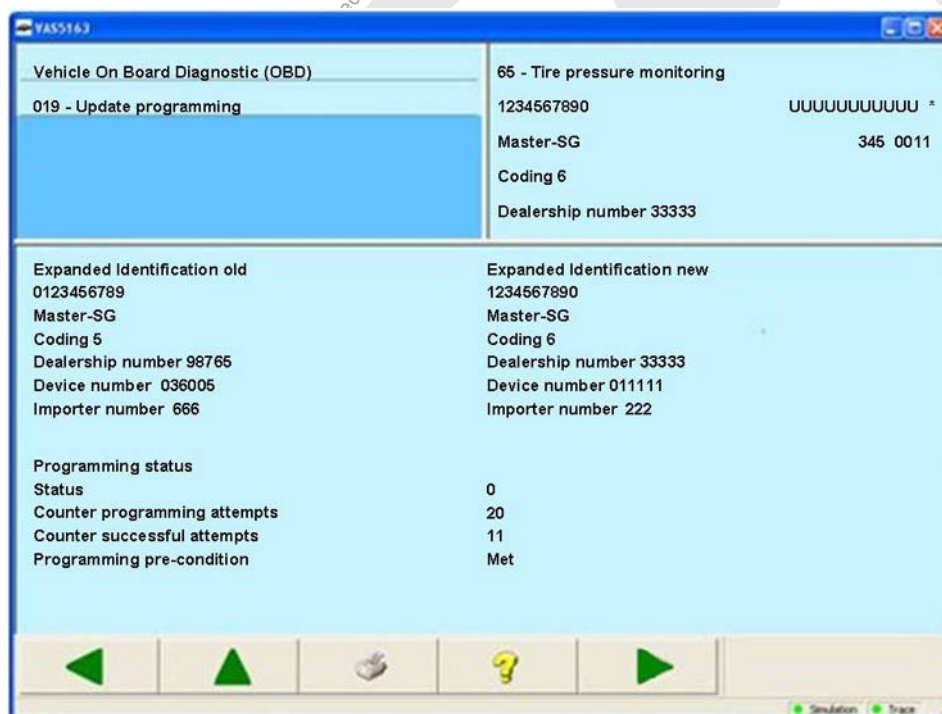 VAS5163
Vehicle On Board Diagnostic (OBD)
019 - Update programming
65 - Tire pressure monitoring
1234567890 UUUUUUUUUUU *
Master-SG 345 0011
Coding 6
Dealership number 33333
Expanded Identification old
0123456789
Master-SG
Coding 5
Dealership number 98765
Device number 036005
Importer number 666
Expanded Identification new
1234567890
Master-SG
Coding 6
Dealership number 33333
Device number 011111
Importer number 222
Programming status
Status 0
Counter programming attempts 20
Counter successful attempts 11
Programming pre-condition Met
Simulation Trace